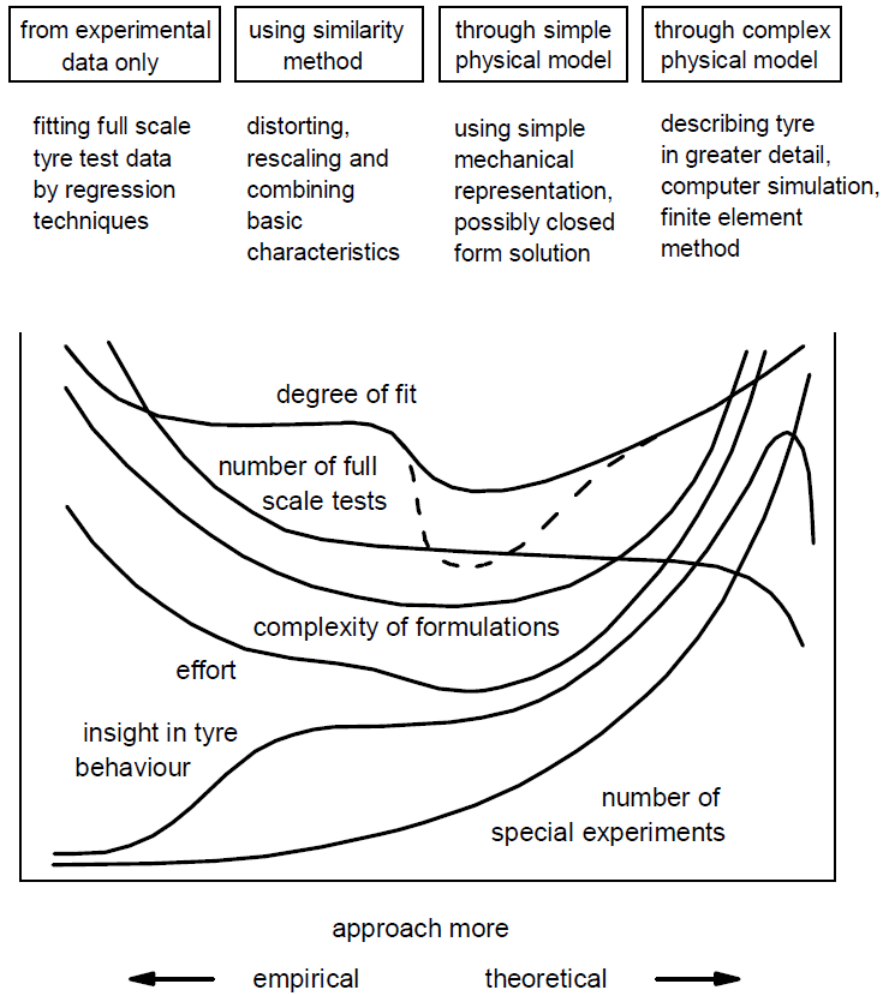 from experimental
data only
using similarity
method
through simple
physical model
through complex
physical model
fitting full scale
tyre test data
by regression
techniques
distorting,
rescaling and
combining
basic
characteristics
using simple
mechanical
representation,
possibly closed
form solution
describing tyre
in greater detail,
computer simulation,
finite element
method
degree of fit
number of full
scale tests
complexity of formulations
effort
insight in tyre
behaviour
number of
special experiments
approach more
empirical
theoretical